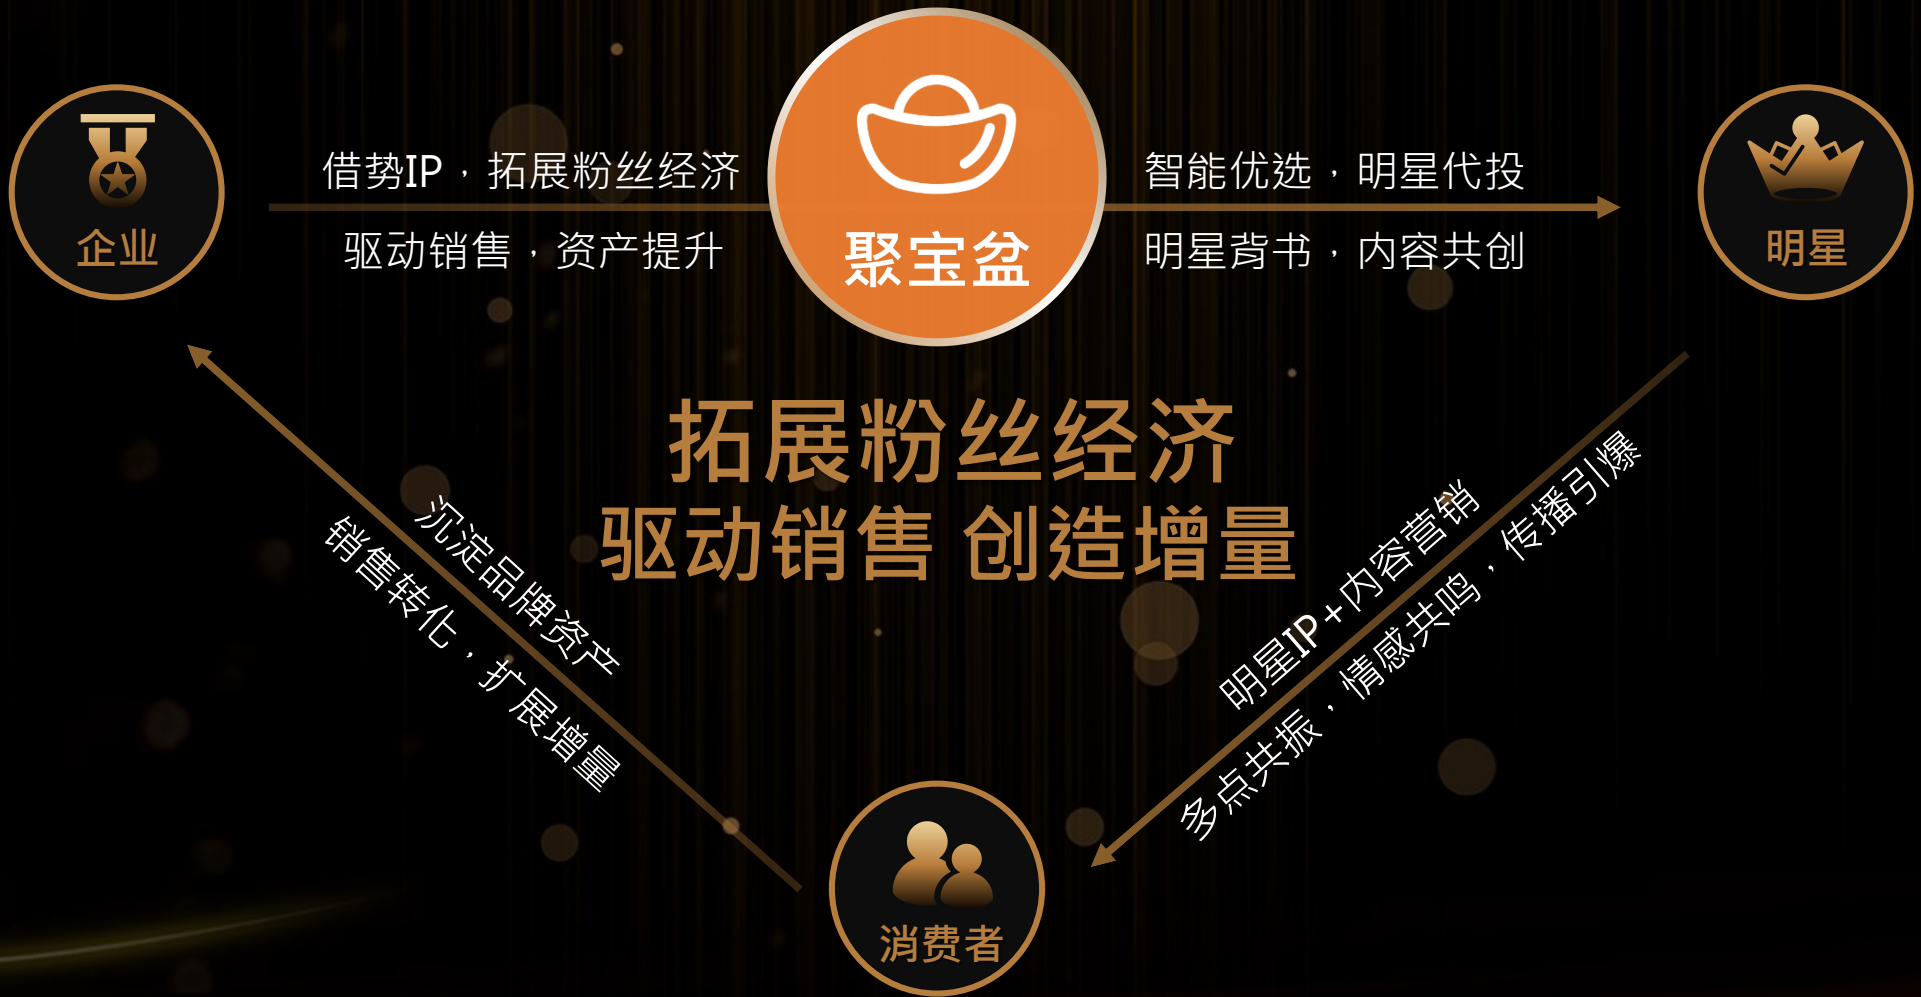 借势IP，拓展粉丝经济
驱动销售，资产提升
企业
聚宝盆
智能优选，明星代投
明星背书，内容共创
明星
拓展粉丝经济
驱动销售 创造增量
沉淀品牌资产
销售转化，扩展增量
明星IP+内容营销
多点共振，情感共鸣，传播引爆
消费者